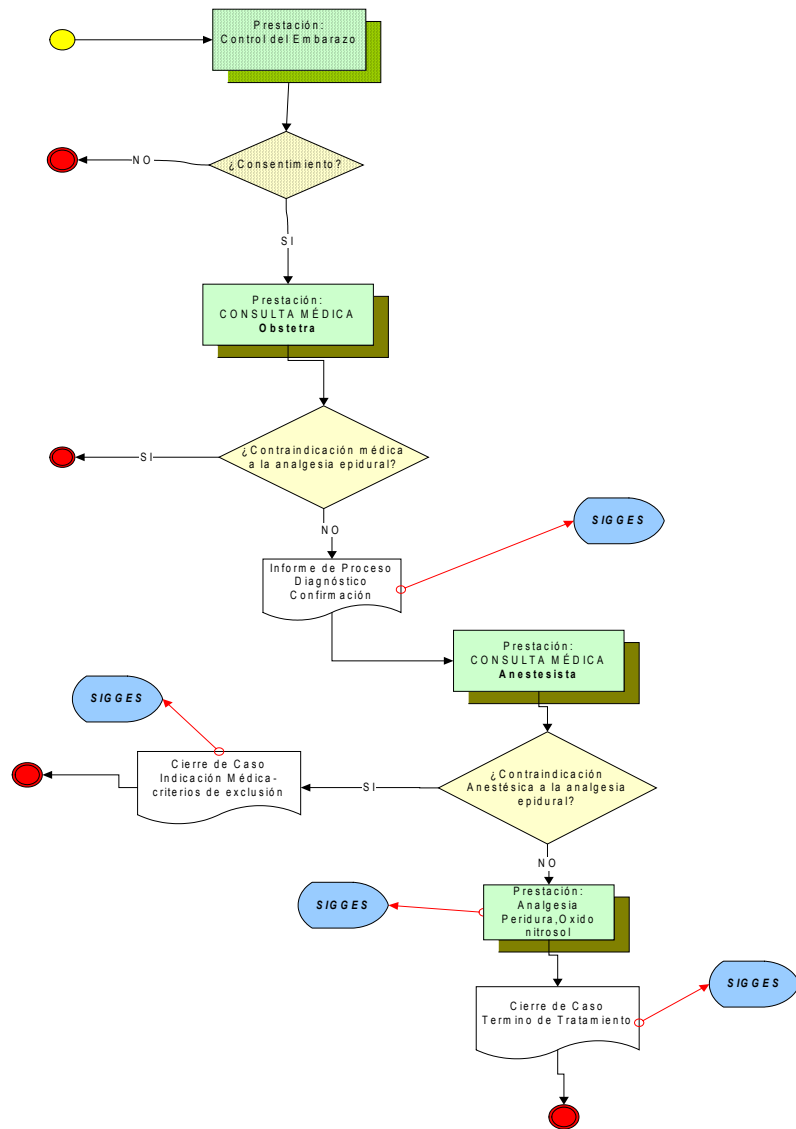 Prestación:
Control del Embarazo
¿Consentimiento?
NO
SI
Prestación:
CONSULTA MÉDICA
Obstetra
¿Contraindicación médica
a la analgesia epidural?
SI
NO
SIGGES
Informe de Proceso
Diagnóstico
Confirmación
Prestación:
CONSULTA MÉDICA
Anestesista
SIGGES
Cierre de Caso
Indicación Médica-
criterios de exclusión
SI
¿Contraindicación
Anestésica a la analgesia
epidural?
NO
Prestación:
Analgesia
Peridura,Oxido
nitrosol
SIGGES
SIGGES
Cierre de Caso
Termino de Tratamiento